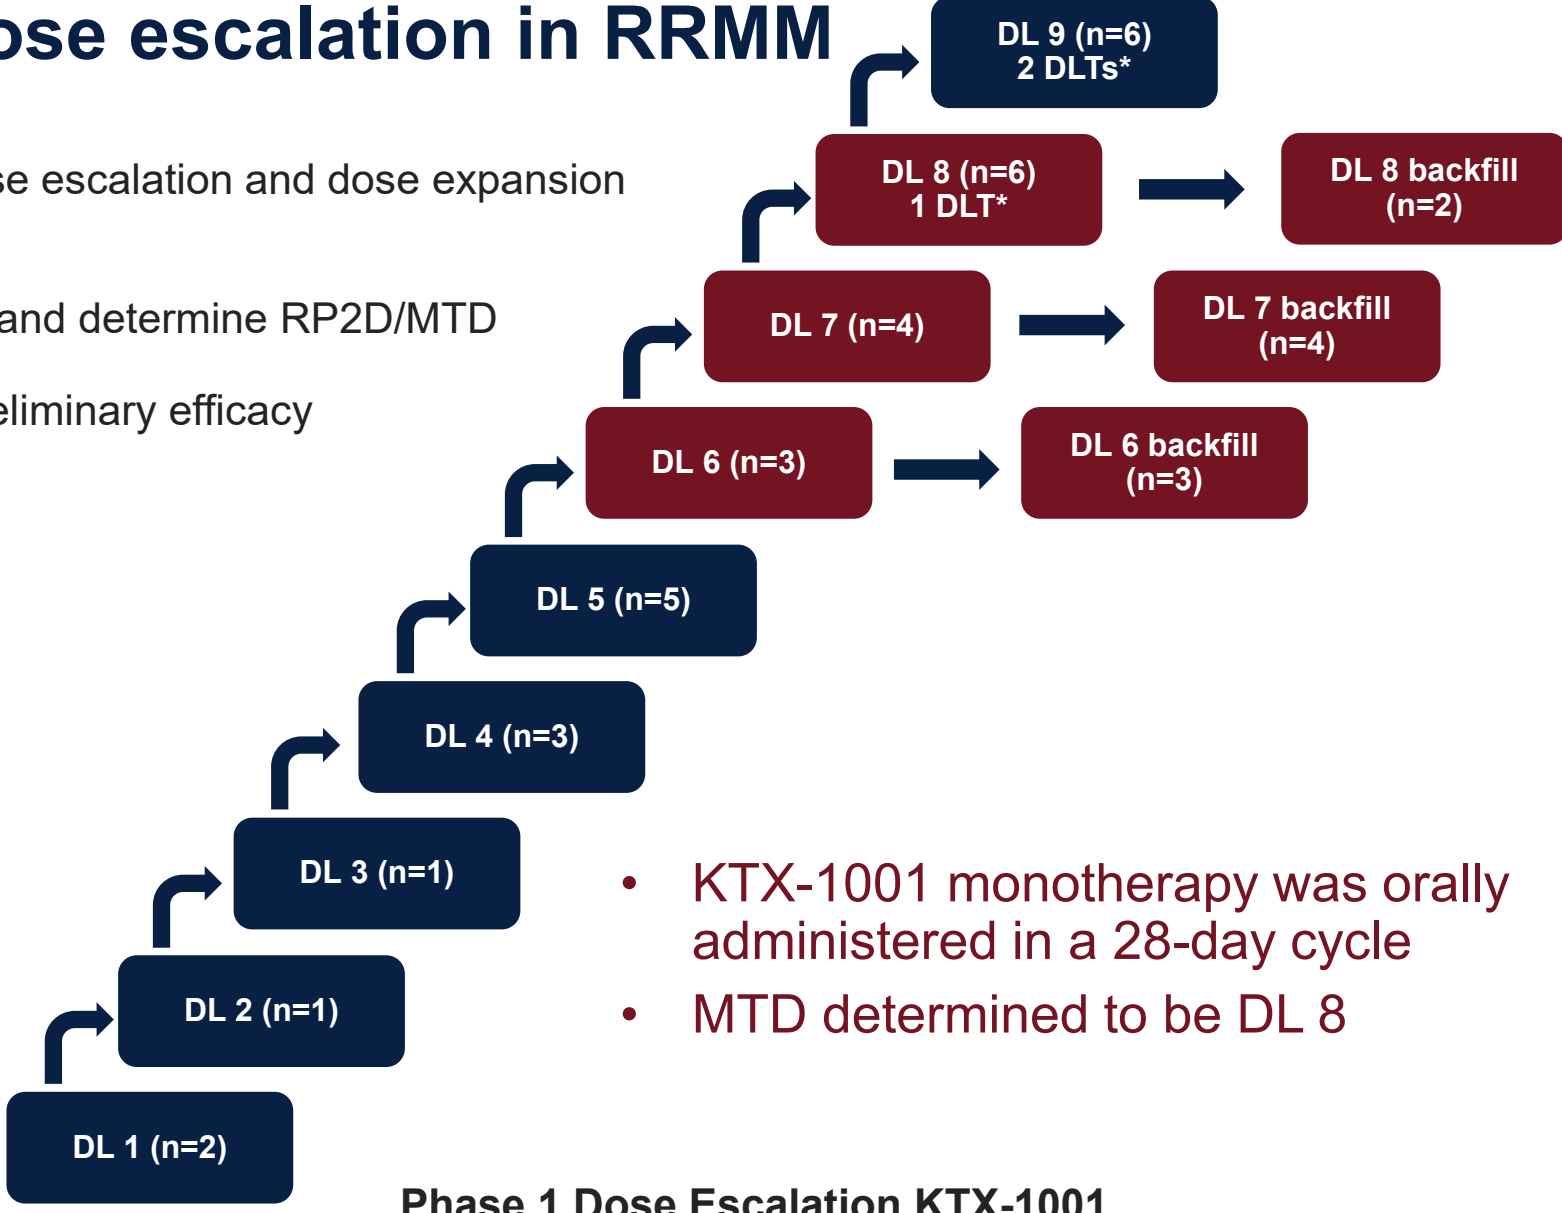 ose escalation in RRMM
se escalation and dose expansion
and determine RP2D/MTD
eliminary efficacy
DL 9 (n=6)
2 DLTs*
DL 8 (n=6)
1 DLT*
DL 8 backfill
(n=2)
DL 7 (n=4)
DL 7 backfill
(n=4)
DL 6 (n=3)
DL 6 backfill
(n=3)
DL 5 (n=5)
DL 4 (n=3)
DL 3 (n=1)
DL 2 (n=1)
DL 1 (n=2)
• KTX-1001 monotherapy was orally
administered in a 28-day cycle
• MTD determined to be DL 8
Phase 1 Dose Escalation KTX-1001